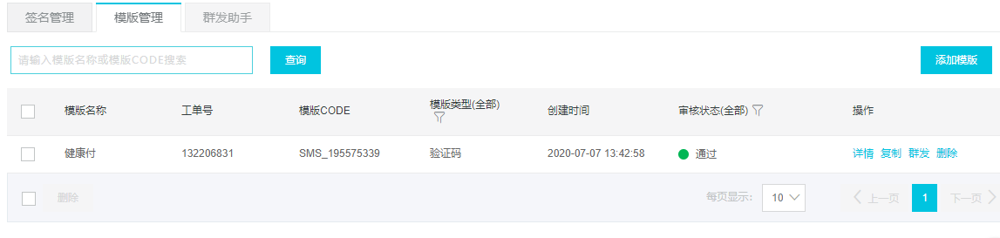 签名管理 模版管理 群发助手
请输入模版名称或模版CODE搜索 查询 添加模版
模版名称 工单号 模版CODE 模版类型(全部) 创建时间 审核状态(全部) 操作
健康付 132206831 SMS_195575339 验证码 2020-07-07 13:42:58 通过 详情 复制 群发 删除
删除 每页显示: 10 上一页 1 下一页